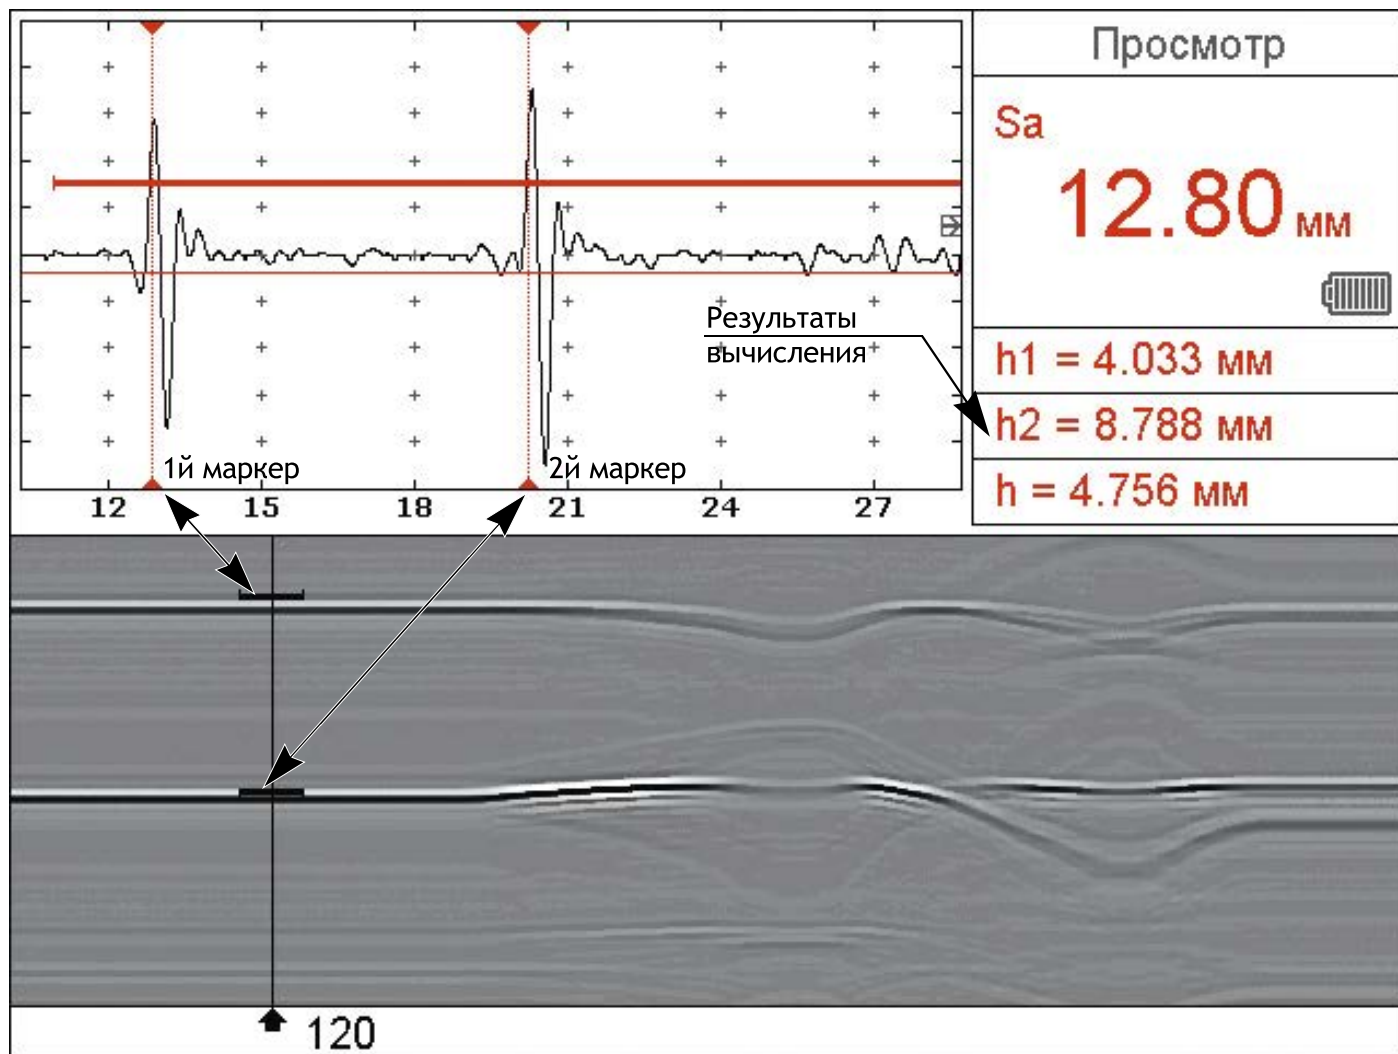 Просмотр
Sa
12.80 мм
Результаты
вычисления
h1 = 4.033 мм
h2 = 8.788 мм
h = 4.756 мм
1й маркер
2й маркер
12 15 18 21 24 27
120